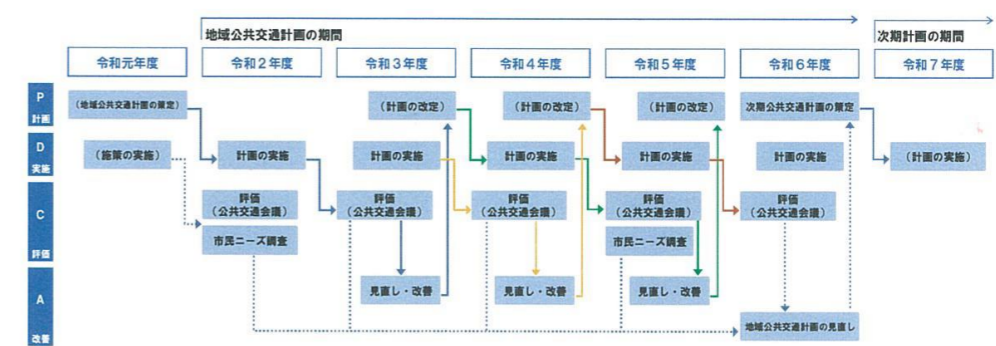 地域公共交通計画の期間
次期計画の期間
令和元年度
令和2年度
令和3年度
令和4年度
令和5年度
令和6年度
令和7年度
P
計画
(地域公共交通計画の策定)
(計画の改定)
(計画の改定)
(計画の改定)
次期公共交通計画の策定
D
実施
(施策の実施)
計画の実施
計画の実施
計画の実施
計画の実施
計画の実施
(計画の実施)
C
評価
評価
(公共交通会議)
評価
(公共交通会議)
評価
(公共交通会議)
評価
(公共交通会議)
評価
(公共交通会議)
市民ニーズ調査
市民ニーズ調査
A
改善
見直し・改善
見直し・改善
見直し・改善
地域公共交通計画の見直し